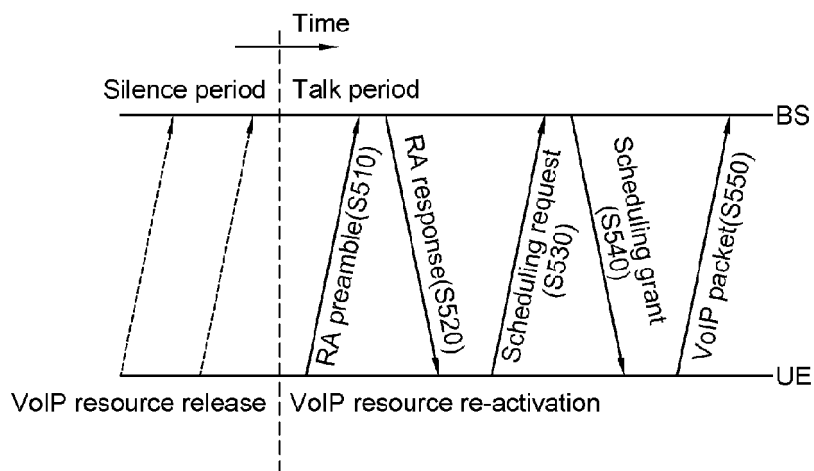 Time
Silence period
Talk period
BS
RA preamble(S510)
RA response(S520)
Scheduling request
(S530)
Scheduling grant
(S540)
VoIP packet(S550)
UE
VoIP resource release
VoIP resource re-activation